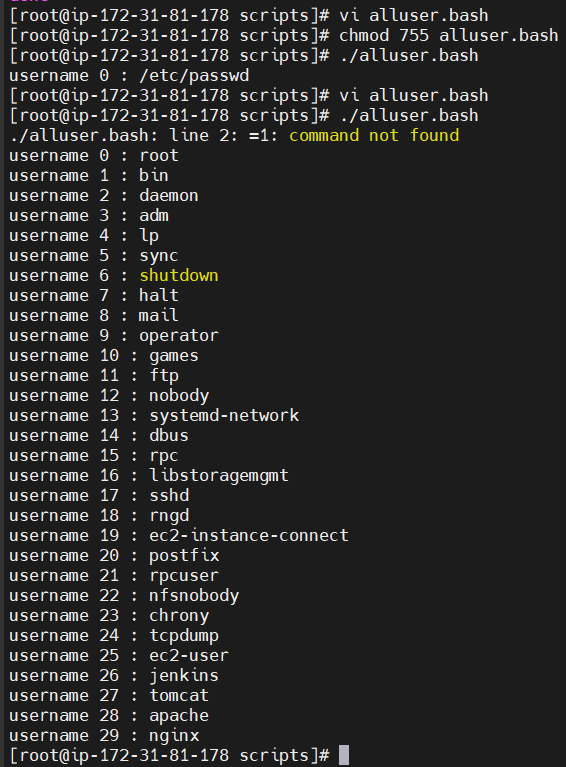 [root@ip-172-31-81-178 scripts]# vi alluser.bash
[root@ip-172-31-81-178 scripts]# chmod 755 alluser.bash
[root@ip-172-31-81-178 scripts]# ./alluser.bash
username 0 : /etc/passwd
[root@ip-172-31-81-178 scripts]# vi alluser.bash
[root@ip-172-31-81-178 scripts]# ./alluser.bash
./alluser.bash: line 2: =1: command not found
username 0 : root
username 1 : bin
username 2 : daemon
username 3 : adm
username 4 : lp
username 5 : sync
username 6 : shutdown
username 7 : halt
username 8 : mail
username 9 : operator
username 10 : games
username 11 : ftp
username 12 : nobody
username 13 : systemd-network
username 14 : dbus
username 15 : rpc
username 16 : libstoragemgmt
username 17 : sshd
username 18 : rngd
username 19 : ec2-instance-connect
username 20 : postfix
username 21 : rpcuser
username 22 : nfsnobody
username 23 : chrony
username 24 : tcpdump
username 25 : ec2-user
username 26 : jenkins
username 27 : tomcat
username 28 : apache
username 29 : nginx
[root@ip-172-31-81-178 scripts]#